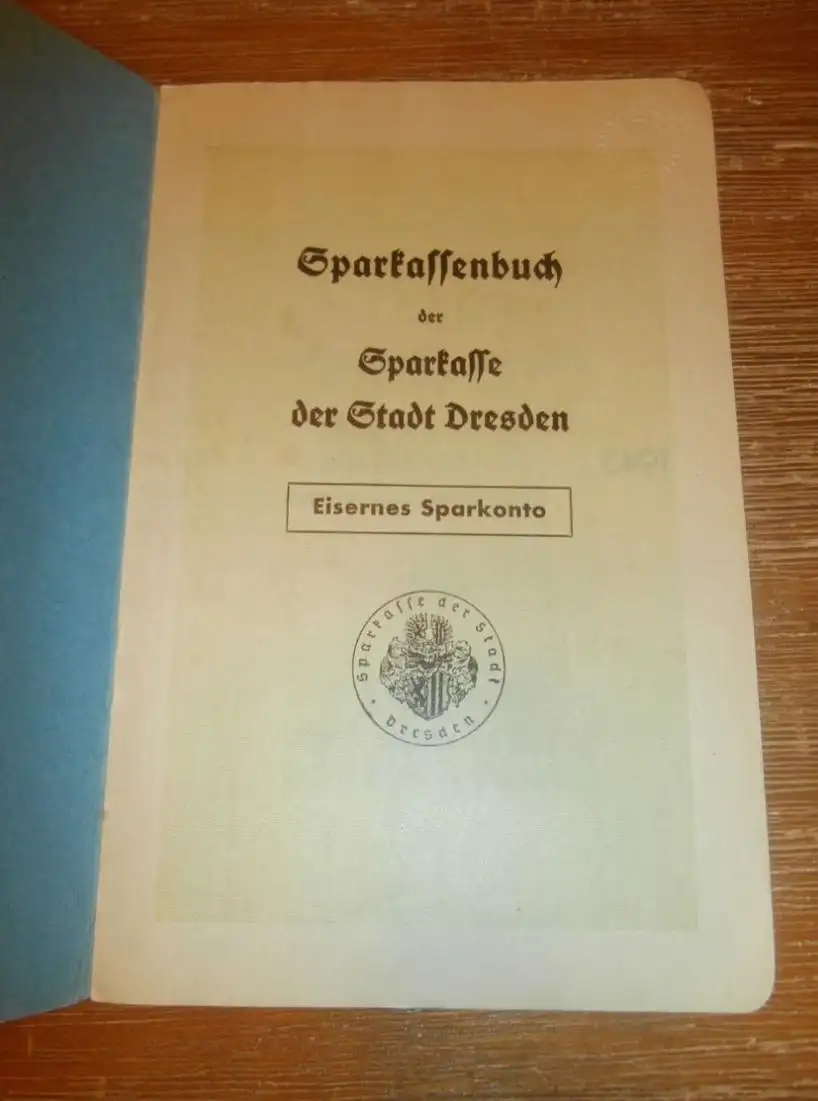 Sparkassenbuch
der
Sparkasse
der Stadt Dresden
Eisernes Sparkonto
Sparkasse der Stadt
• Dresden •